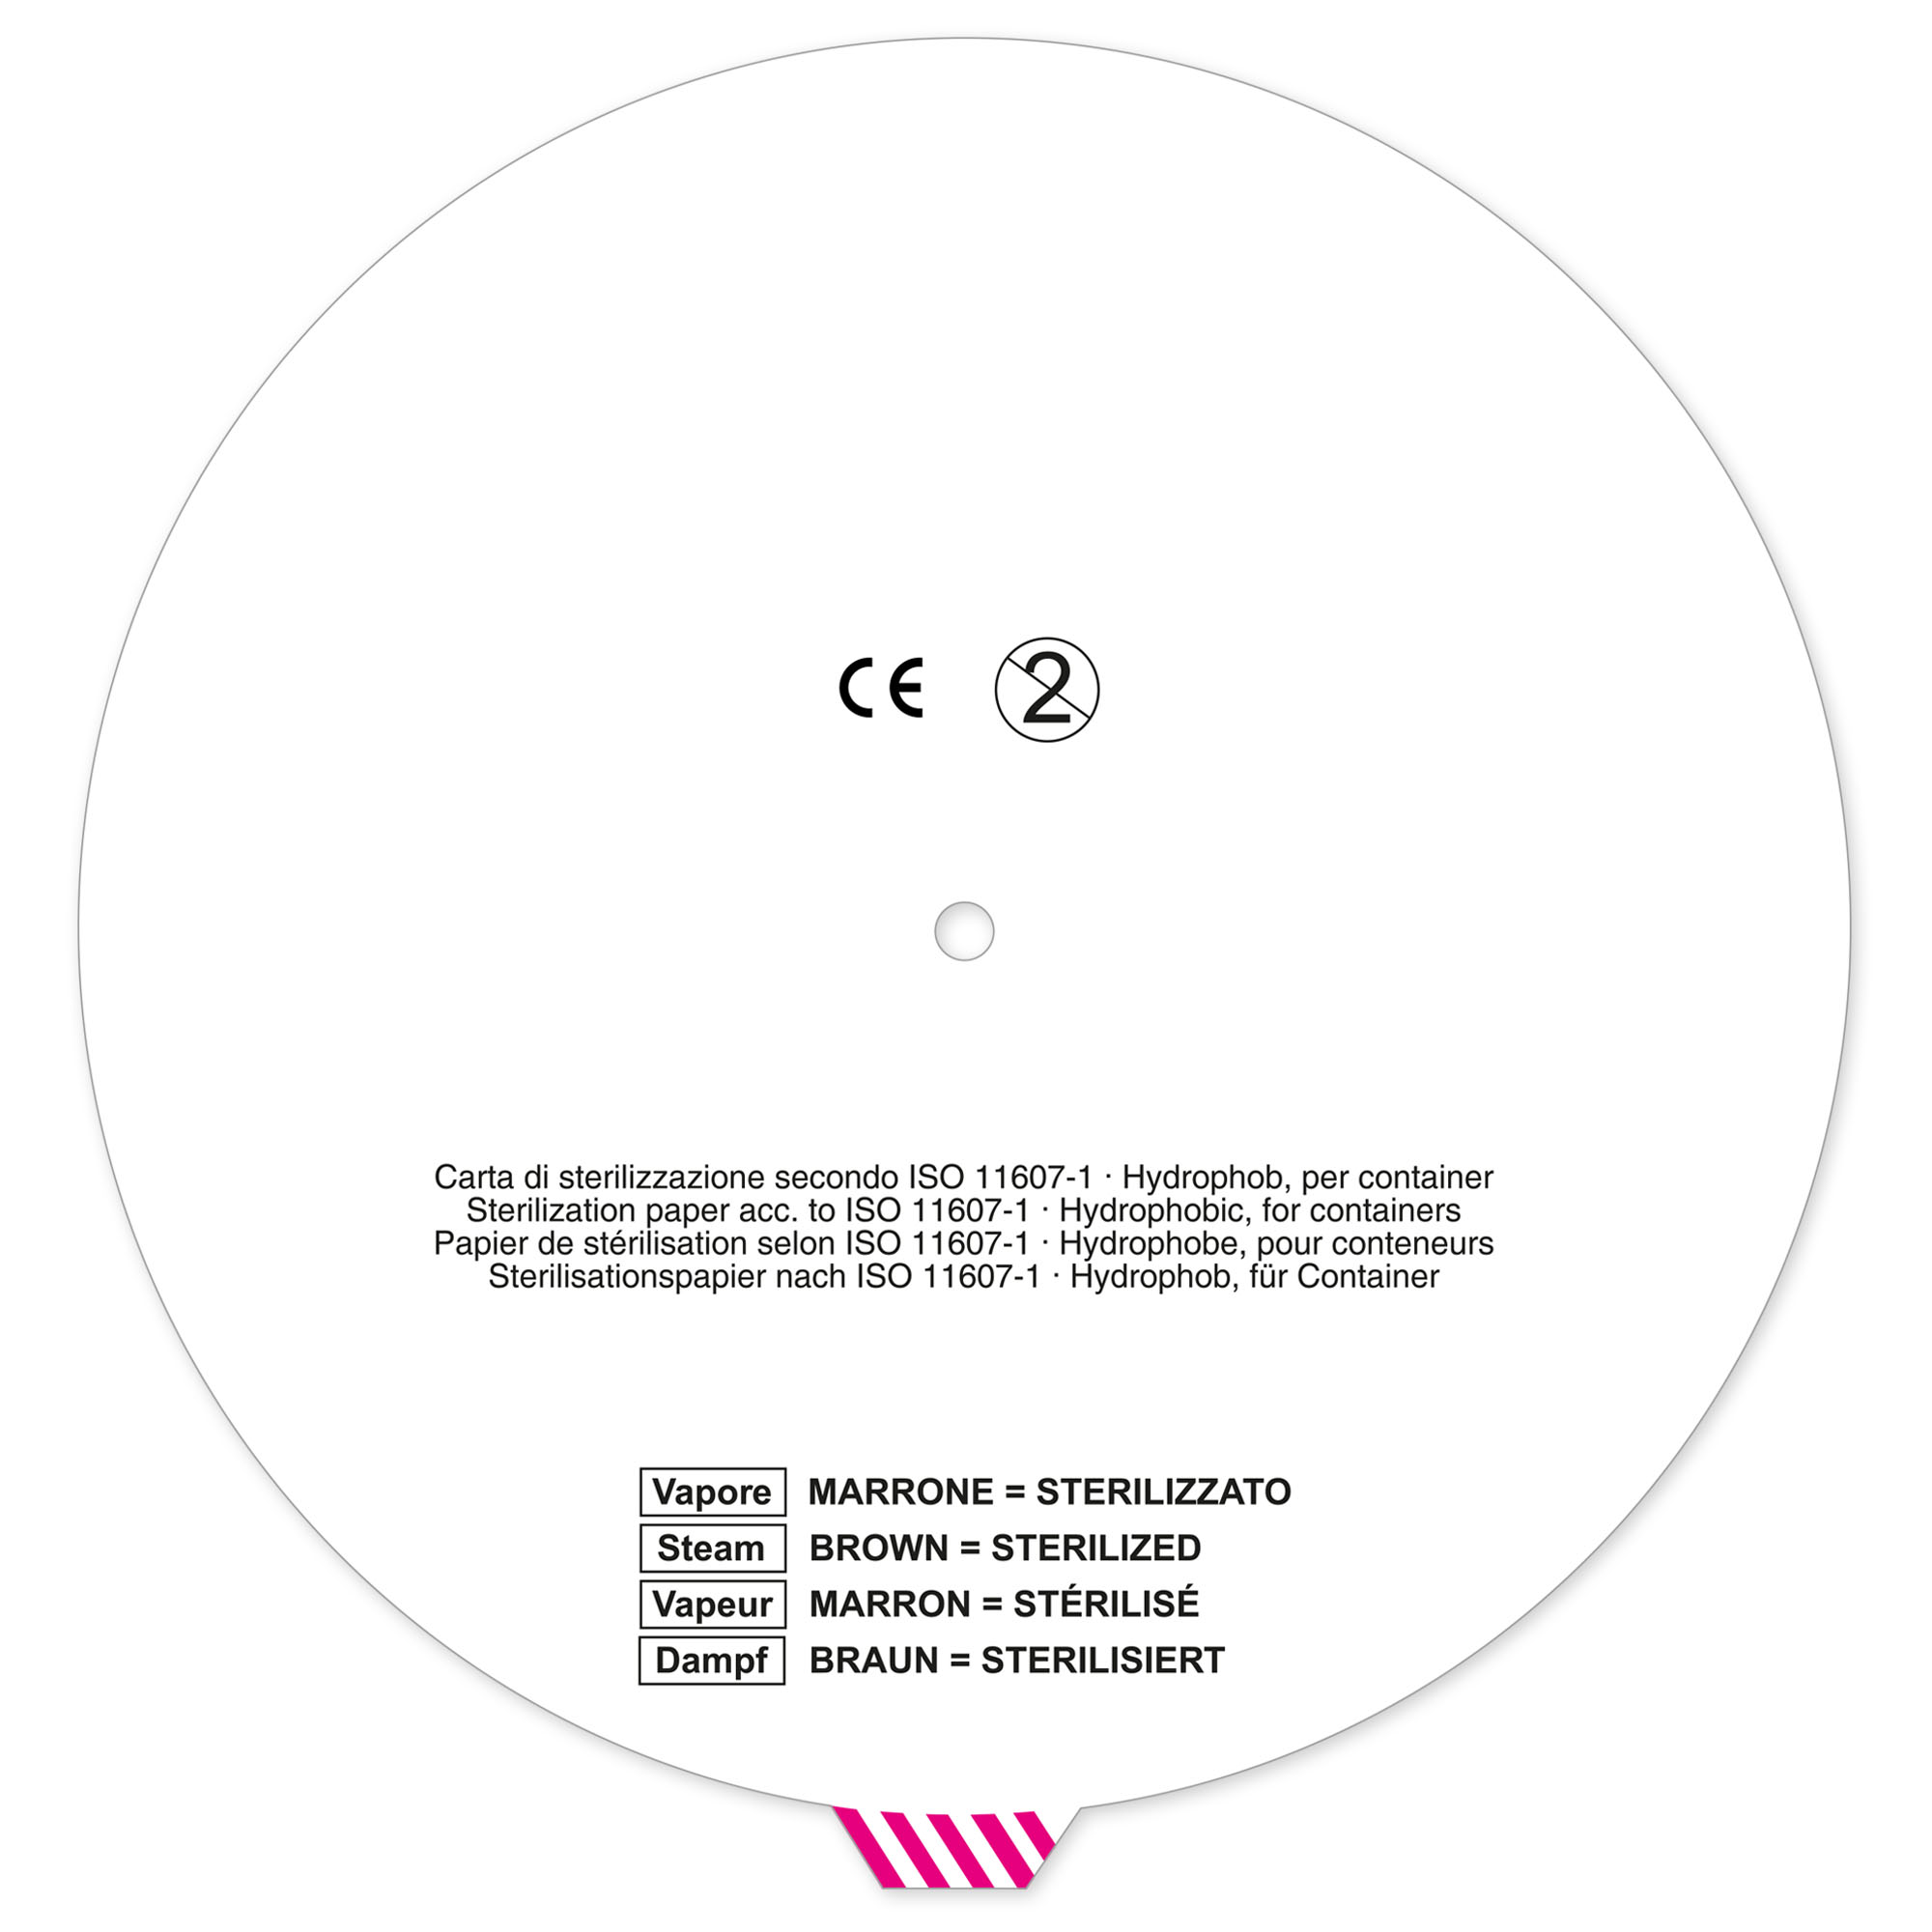 CE 2
Carta di sterilizzazione secondo ISO 11607-1 · Hydrophob, per container
Sterilization paper acc. to ISO 11607-1 · Hydrophobic, for containers
Papier de stérilisation selon ISO 11607-1 · Hydrophobe, pour conteneurs
Sterilisationspapier nach ISO 11607-1 · Hydrophob, für Container
Vapore MARRONE = STERILIZZATO
Steam BROWN = STERILIZED
Vapeur MARRON = STÉRILISÉ
Dampf BRAUN = STERILISIERT